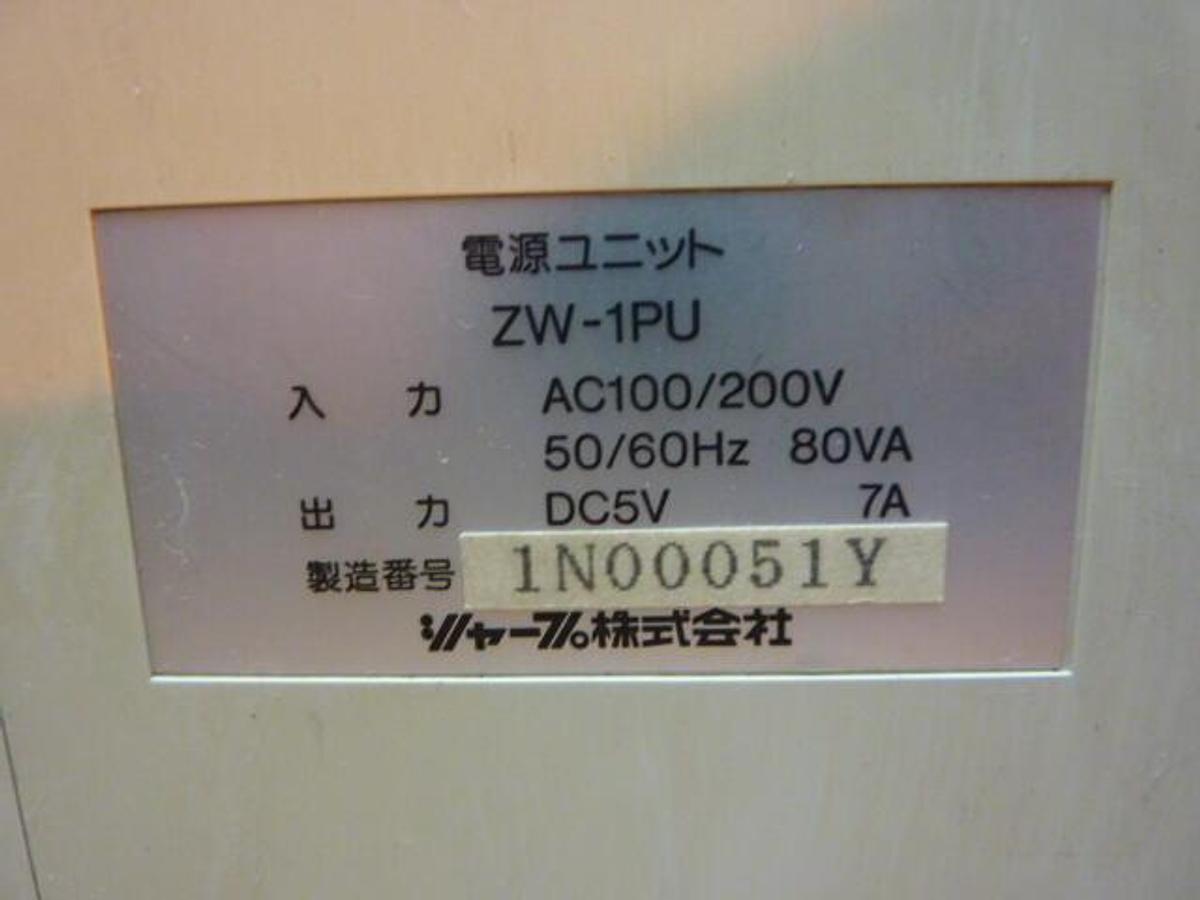 電源ユニット
ZW-1PU
入力 AC100/200V
50/60Hz 80VA
出力 DC5V 7A
製造番号 1N00051Y
シャープ株式会社